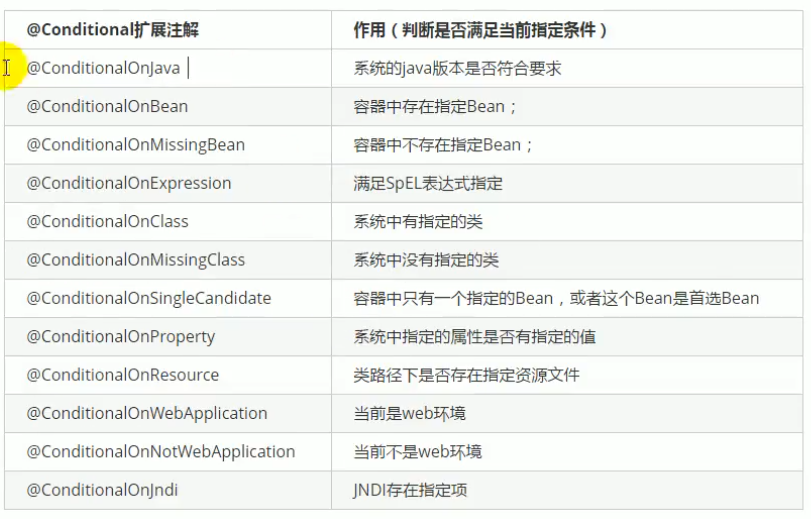 @Conditional扩展注解 作用（判断是否满足当前指定条件）
@ConditionalOnJava 系统的java版本是否符合要求
@ConditionalOnBean 容器中存在指定Bean；
@ConditionalOnMissingBean 容器中不存在指定Bean；
@ConditionalOnExpression 满足SpEL表达式指定
@ConditionalOnClass 系统中有指定的类
@ConditionalOnMissingClass 系统中没有指定的类
@ConditionalOnSingleCandidate 容器中只有一个指定的Bean，或者这个Bean是首选Bean
@ConditionalOnProperty 系统中指定的属性是否有指定的值
@ConditionalOnResource 类路径下是否存在指定资源文件
@ConditionalOnWebApplication 当前是web环境
@ConditionalOnNotWebApplication 当前不是web环境
@ConditionalOnJndi JNDI存在指定项